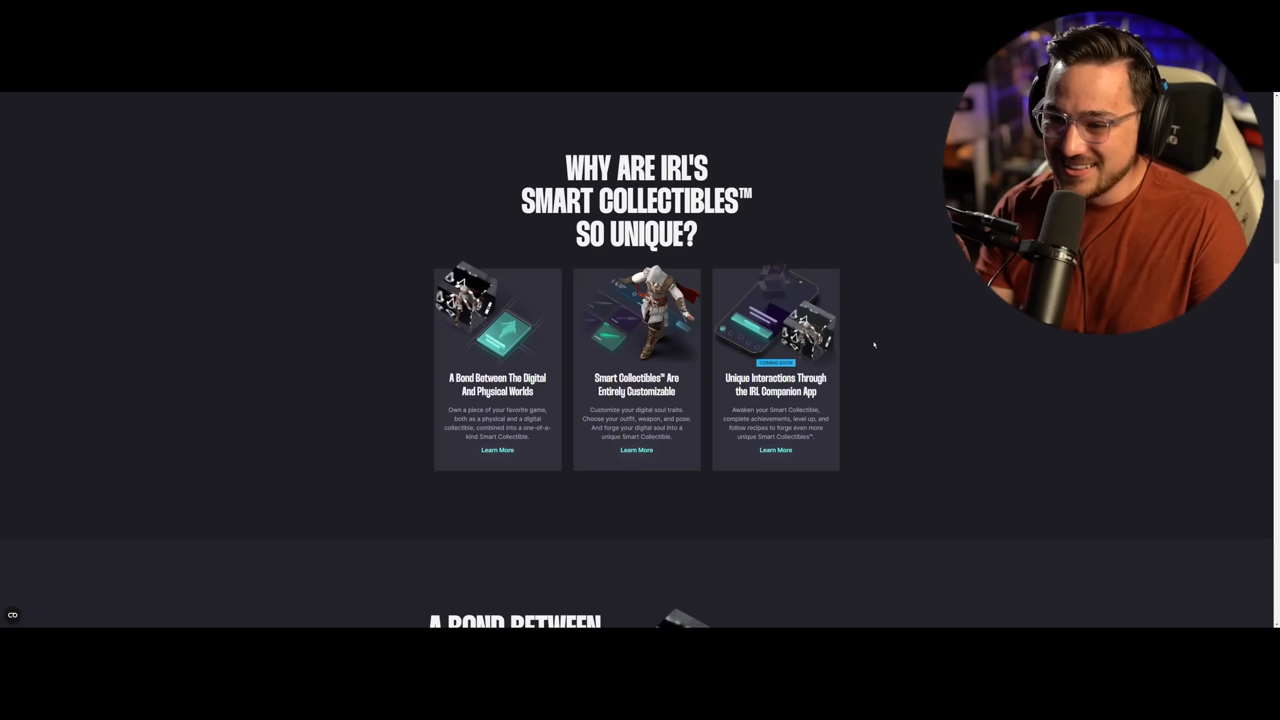 WHY ARE IRL'S
SMART COLLECTIBLES™
SO UNIQUE?
A Bond Between The Digital
And Physical Worlds
Own a piece of your favorite game,
both as a physical and a digital
collectible, combined into a one-of-a-
kind Smart Collectible.
Learn More
Smart Collectibles™ Are
Entirely Customizable
Customize your digital soul traits.
Choose your outfit, weapon, and pose.
And forge your digital soul into a
unique Smart Collectible.
Learn More
COMING SOON
Unique Interactions Through
the IRL Companion App
Awaken your Smart Collectible,
complete achievements, level up, and
follow recipes to forge even more
unique Smart Collectibles™.
Learn More
A BOND BETWEEN